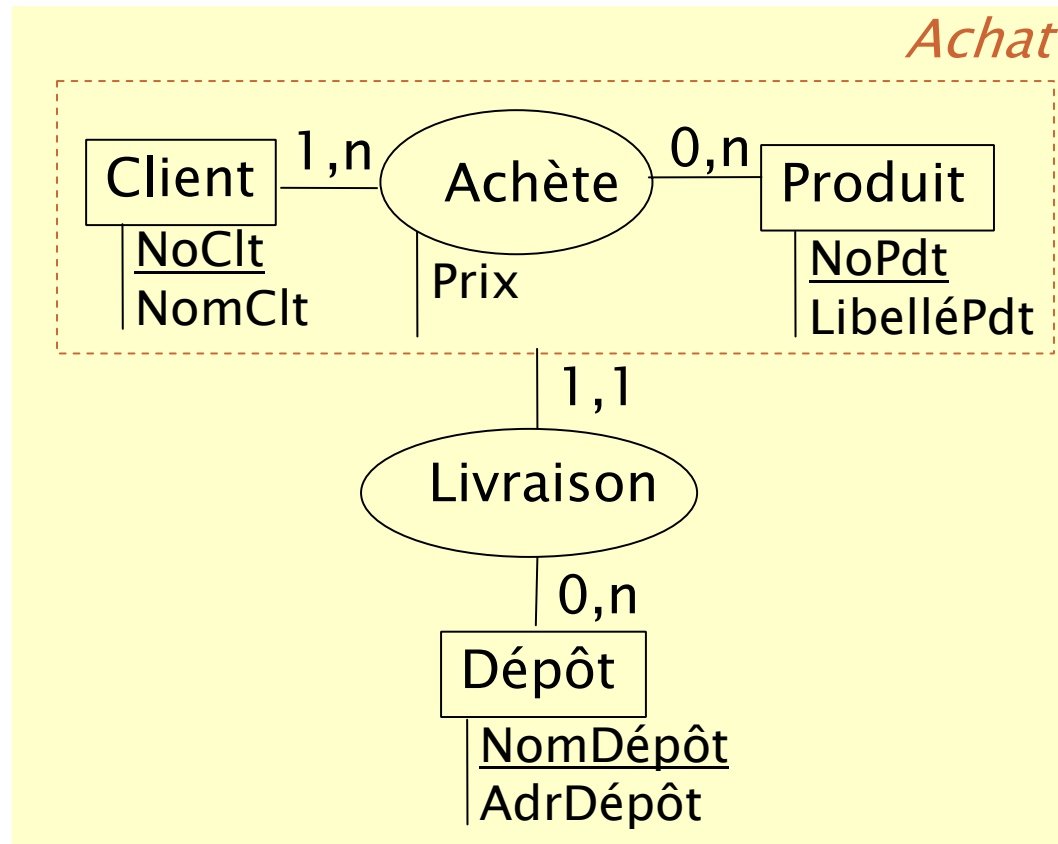 Achat
Client
1,n
Achète
0,n
Produit
NoClt
NomClt
Prix
NoPdt
LibelléPdt
1,1
Livraison
0,n
Dépôt
NomDépôt
AdrDépôt